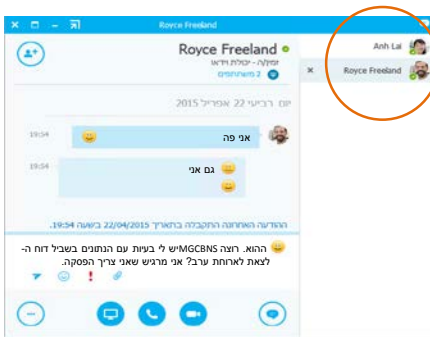 Royce Freeland
Royce Freeland
זמין/ה - יכולת וידאו
2 משתתפים
Anh Lai
Royce Freeland
יום רביעי 22 אפריל 2015
אני פה
19:54
גם אני
19:54
ההודעה האחרונה התקבלה בתאריך 22/04/2015 בשעה 19:54.
ההוא. רוצה MGCBNSיש לי בעיות עם הנתונים בשביל דוח ה-
לצאת לארוחת ערב? אני מרגיש שאני צריך הפסקה.